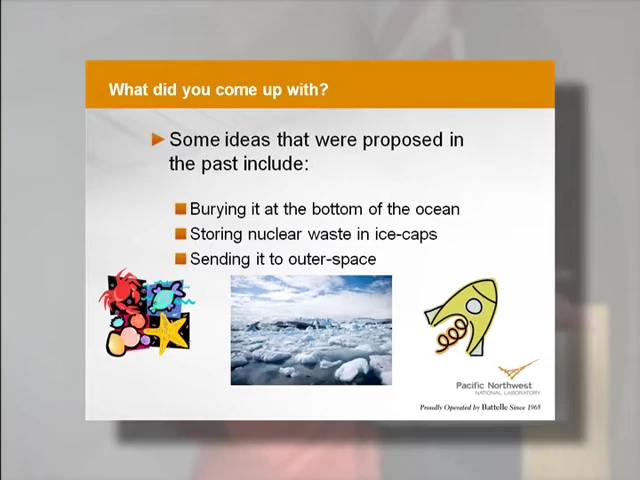 What did you come up with?
Some ideas that were proposed in
the past include:
Burying it at the bottom of the ocean
Storing nuclear waste in ice-caps
Sending it to outer-space
Pacific Northwest
NATIONAL LABORATORY
Proudly Operated by Battelle Since 1965